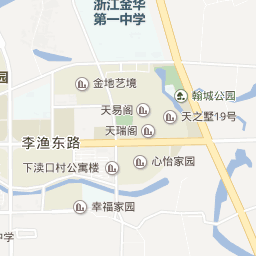 浙江金华
第一中学
园
金地艺境
翰城公园
天易阁
天之墅19号
天瑞阁
李渔东路
下渎口村公寓楼
心怡家园
幸福家园
中学